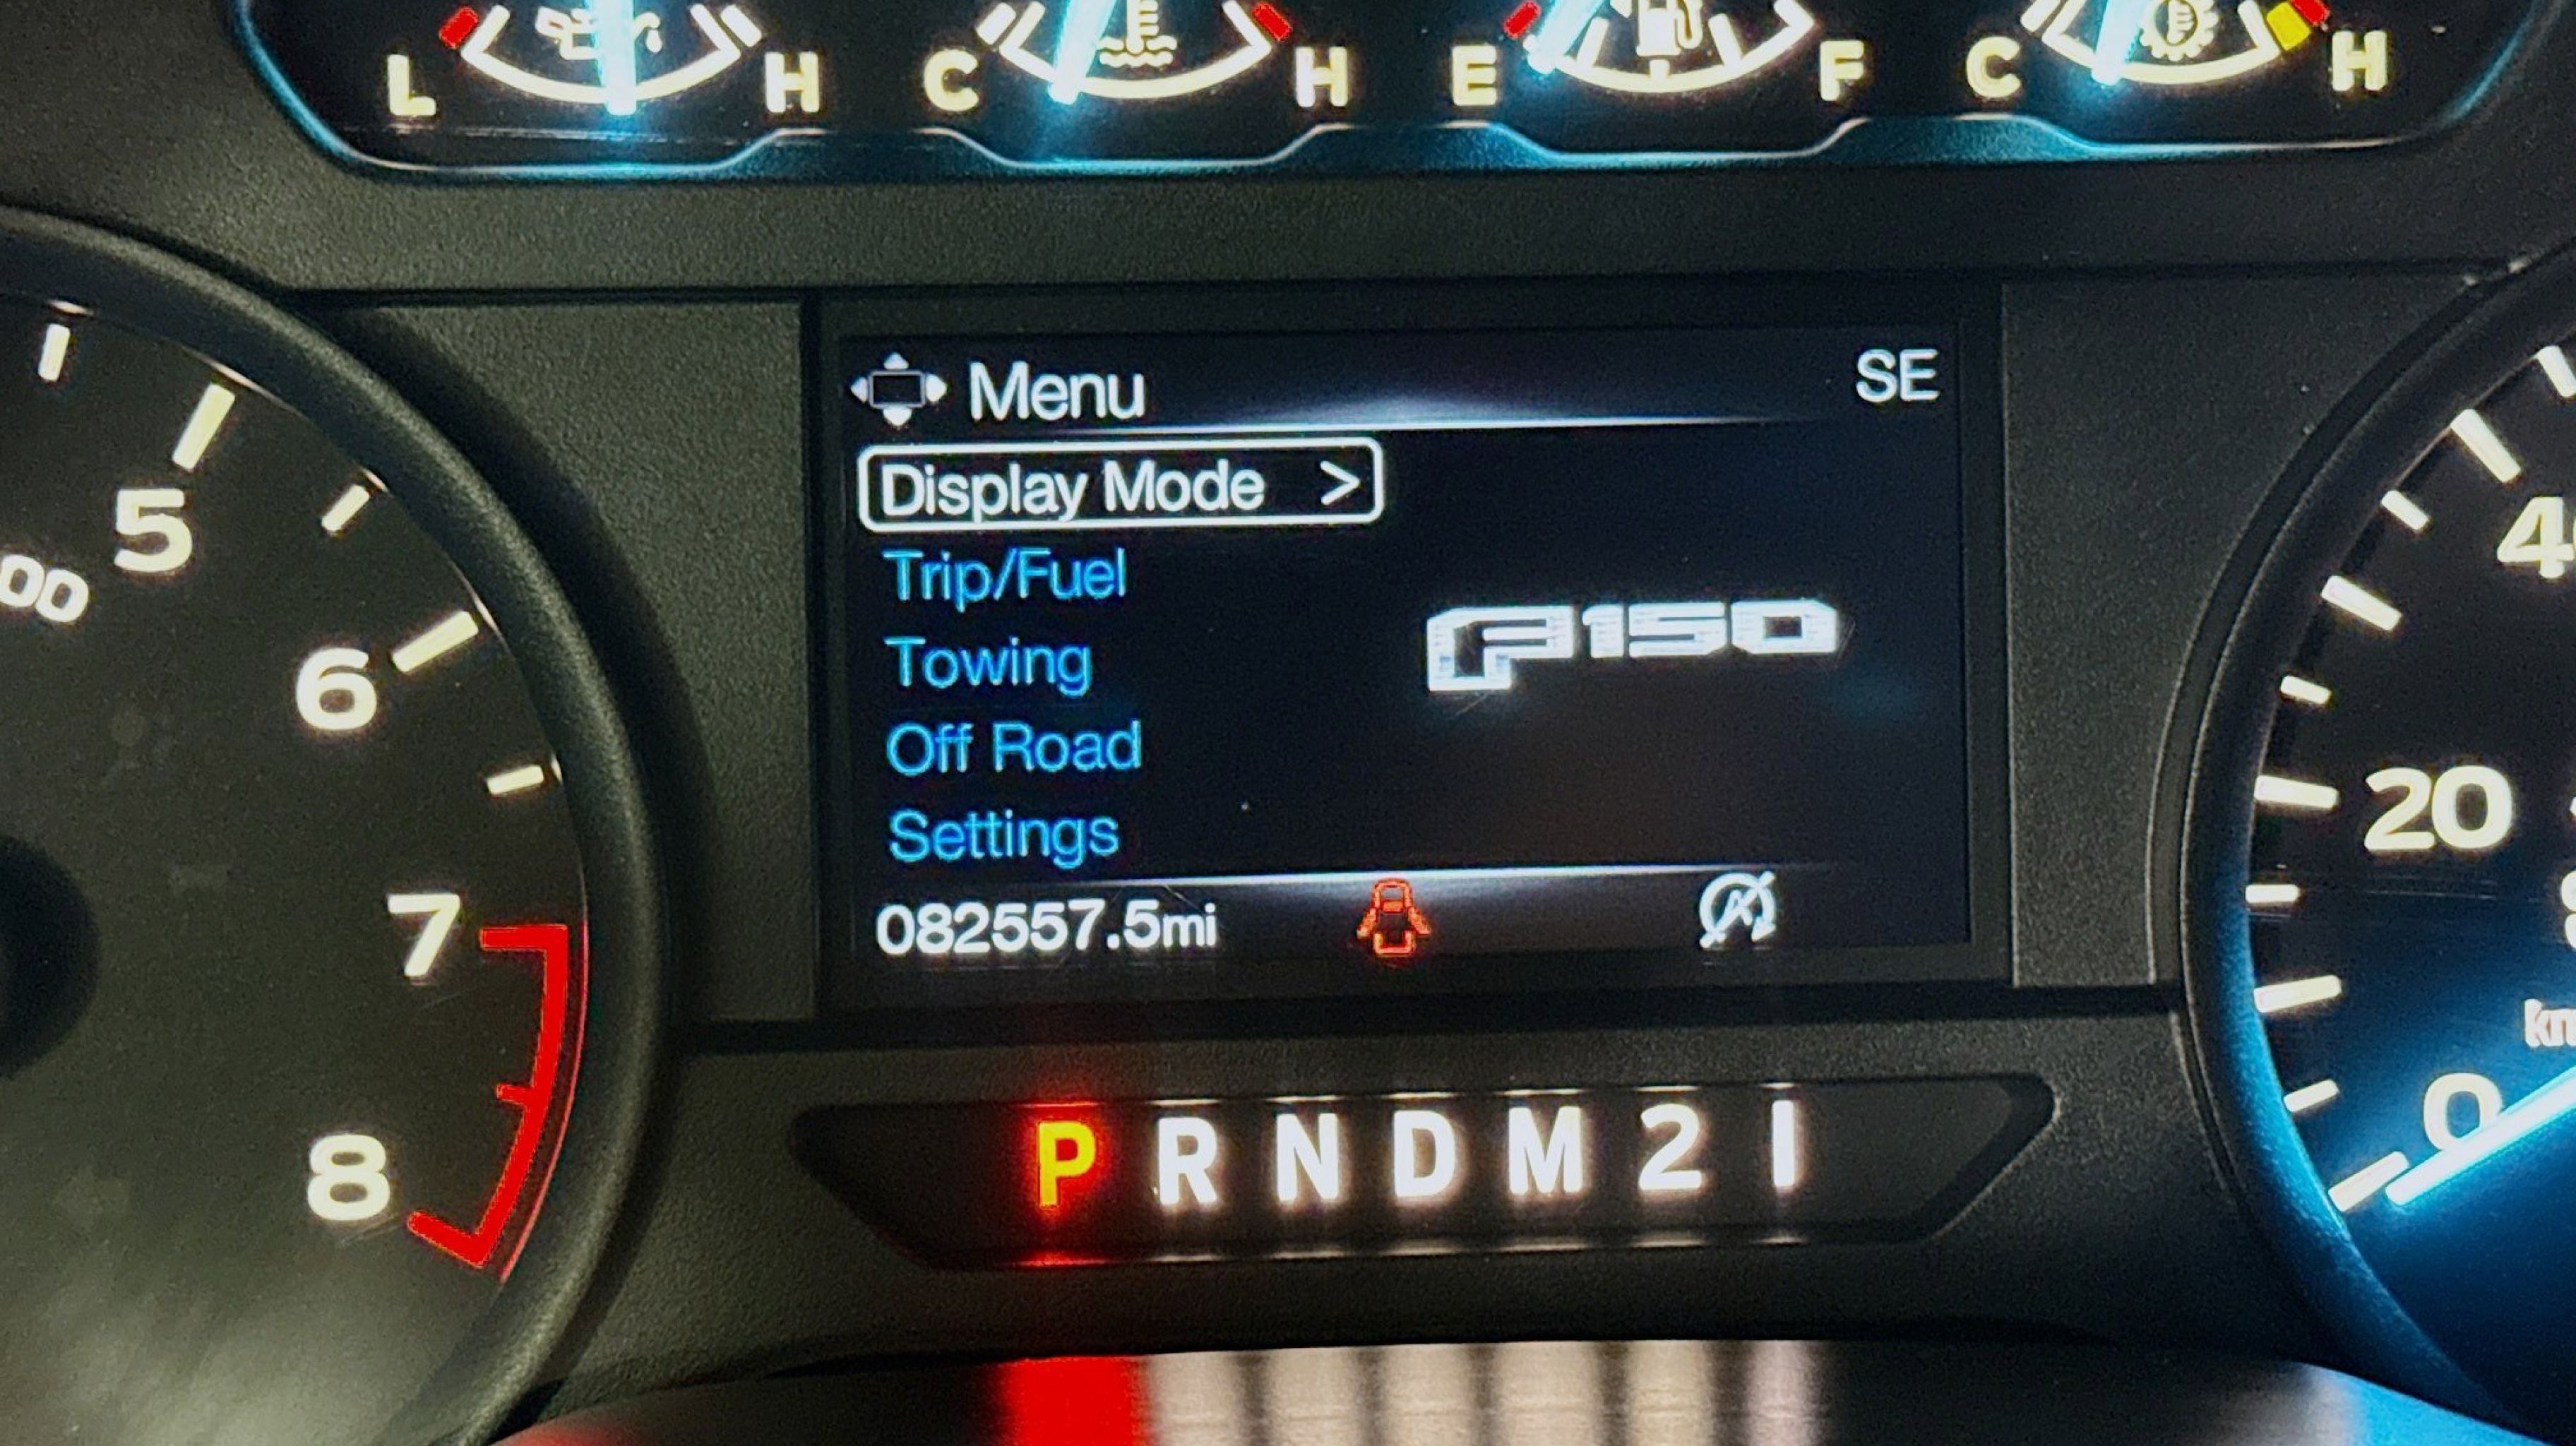 L H C H E F C H
Menu SE
Display Mode >
Trip/Fuel
Towing
Off Road
Settings
F150
082557.5mi
P R N D M 2 1
5
6
7
8
00
20
0